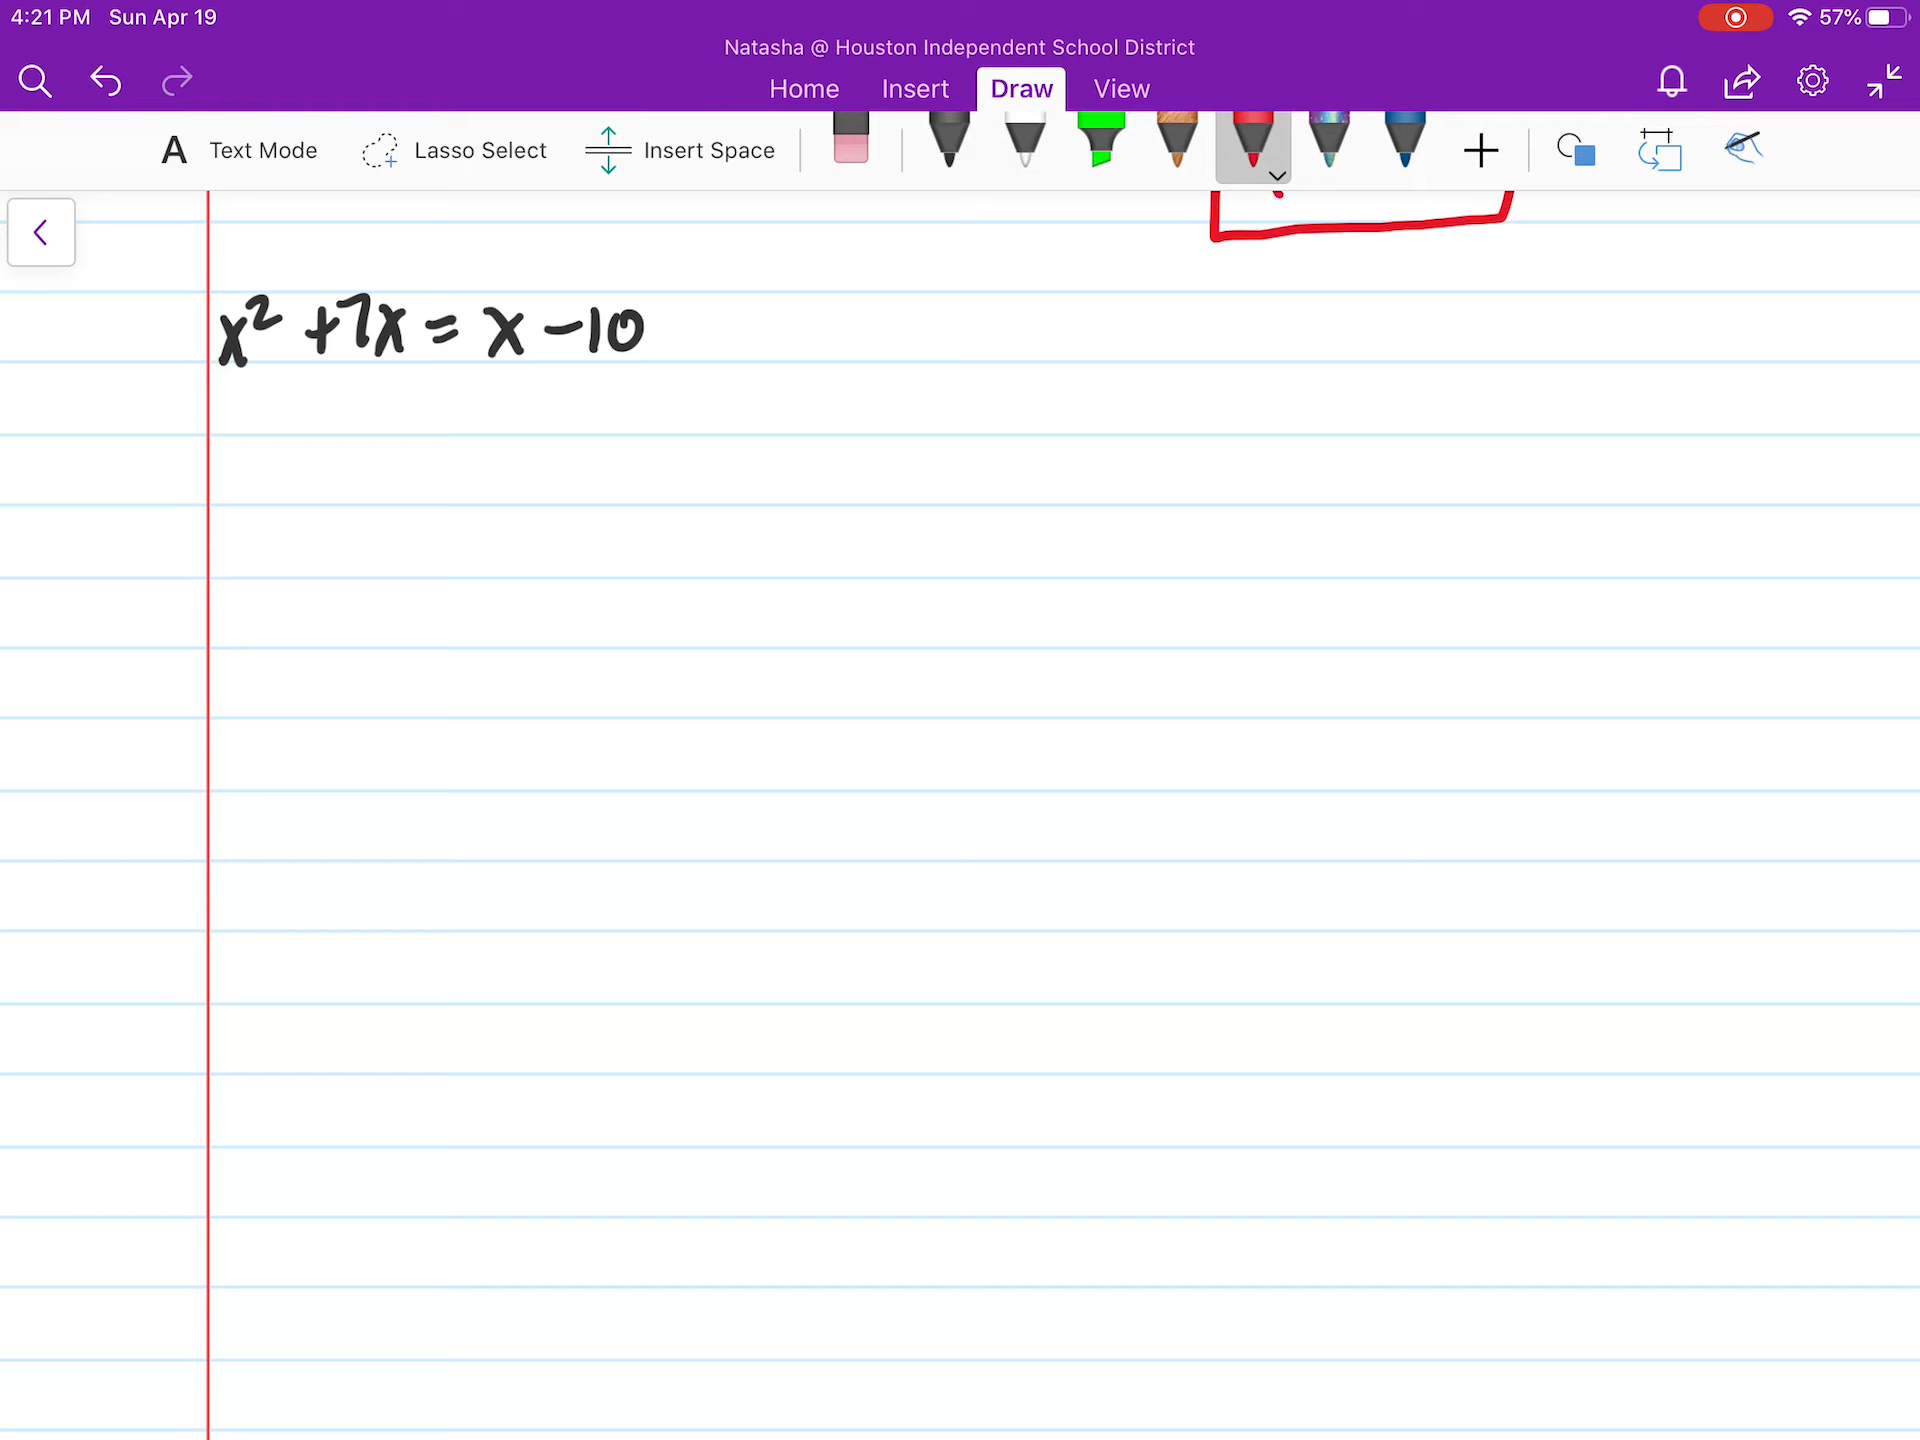 4:21 PM Sun Apr 19
57%
Natasha @ Houston Independent School District
Home Insert Draw View
A Text Mode Lasso Select Insert Space
x² +7x = x -10